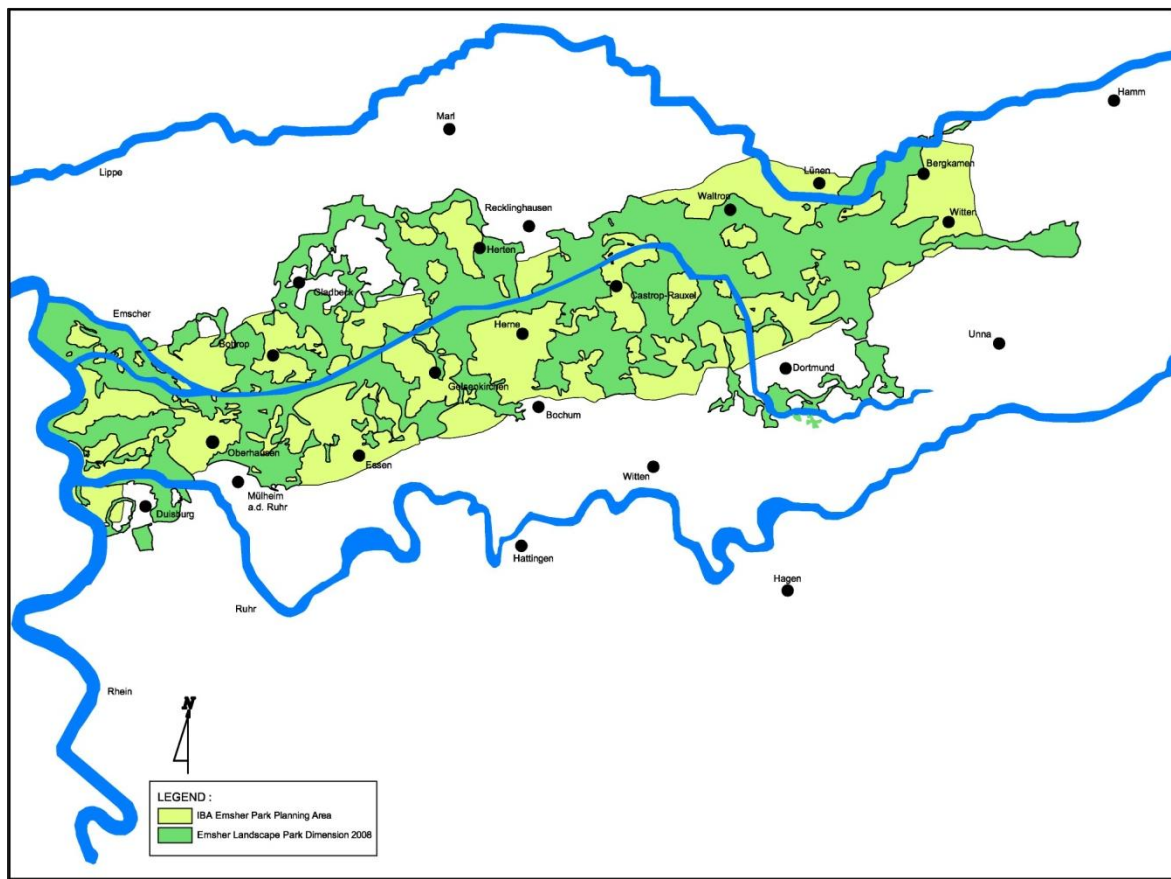 Hamm
Marl
Lippe
Bergkamen
Lünen
Waltrop
Recklinghausen
Witten
Herten
Gladbeck
Castrop-Rauxel
Emscher
Herne
Unna
Bottrop
Dortmund
Gelsenkirchen
Bochum
Oberhausen
Essen
Witten
Mülheim
a.d. Ruhr
Duisburg
Hattingen
Hagen
Ruhr
Rhein
N
LEGEND :
IBA Emsher Park Planning Area
Emsher Landscape Park Dimension 2008